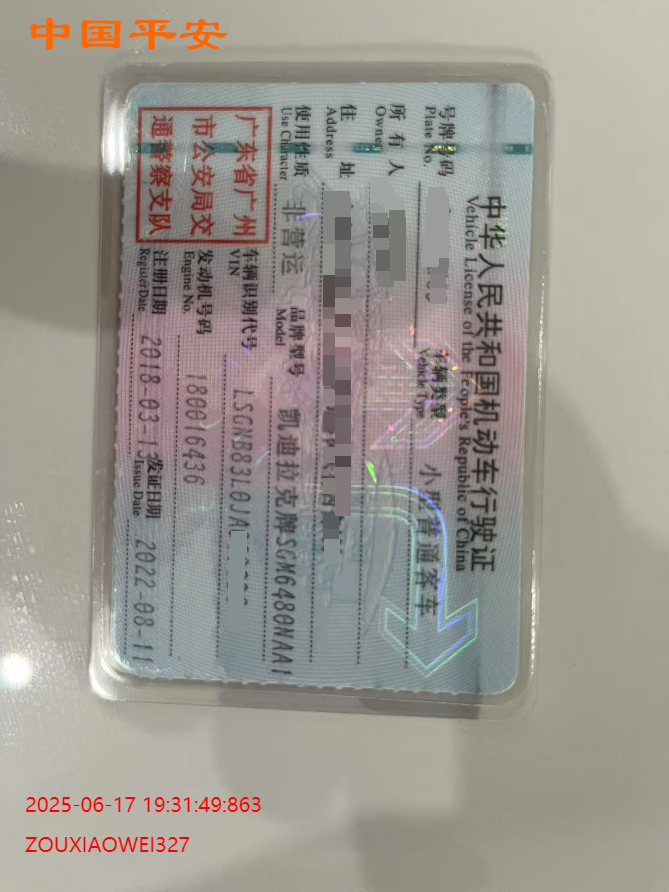 中国平安
中华人民共和国机动车行驶证
Vehicle License of the People's Republic of China
号牌号码
Plate No.
车辆类型
Vehicle Type
小型普通客车
所有人
Owner
住址
Address
使用性质
Use Character
非营运
品牌型号
Model
凯迪拉克牌SGM6480NAA1
广东省广州
市公安局交
通警察支队
车辆识别代号
VIN
LSGNB83L0JAL
发动机号码
Engine No.
180016436
注册日期
Register Date
2018-03-13
发证日期
Issue Date
2022-08-11
2025-06-17 19:31:49:863
ZOUXIAOWEI327